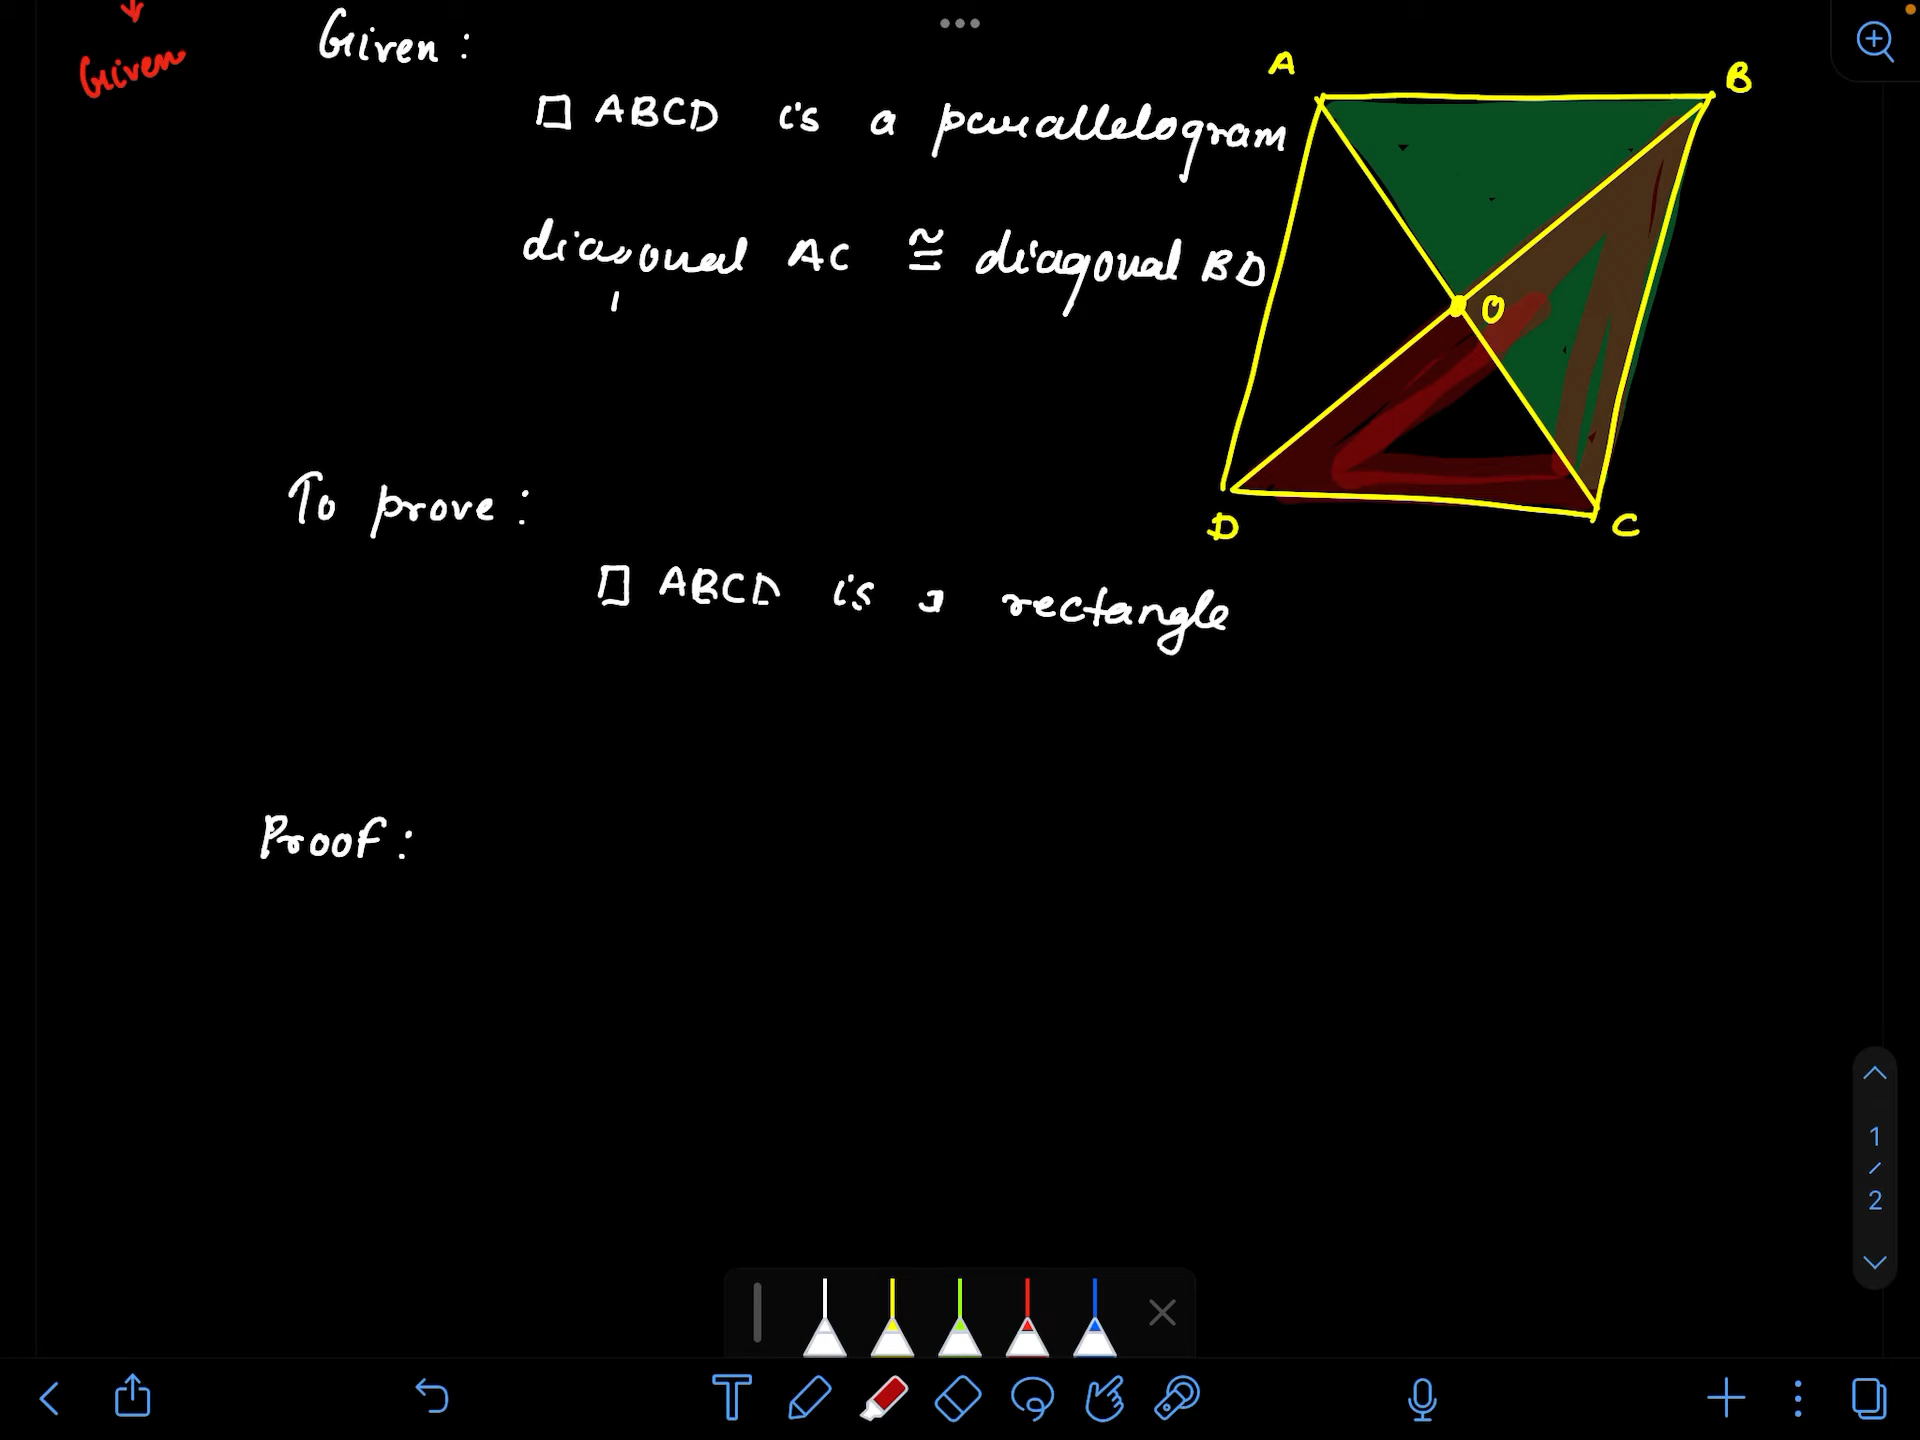 Given
Given :
□ ABCD is a parallelogram
diagonal AC ≅ diagonal BD
A
B
O
D
C
To prove :
□ ABCD is a rectangle
Proof :
1
/
2
T